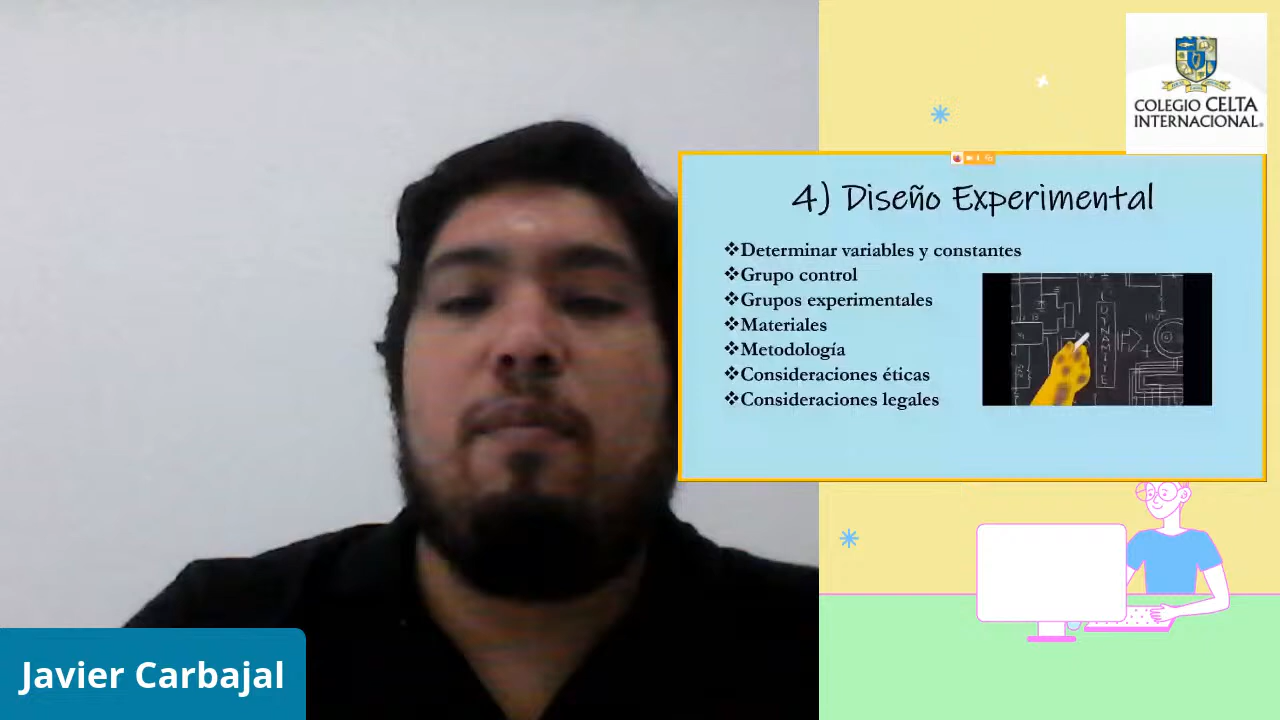 COLEGIO CELTA
INTERNACIONAL
4) Diseño Experimental
❖Determinar variables y constantes
❖Grupo control
❖Grupos experimentales
❖Materiales
❖Metodología
❖Consideraciones éticas
❖Consideraciones legales
DYNAMITE
Javier Carbajal